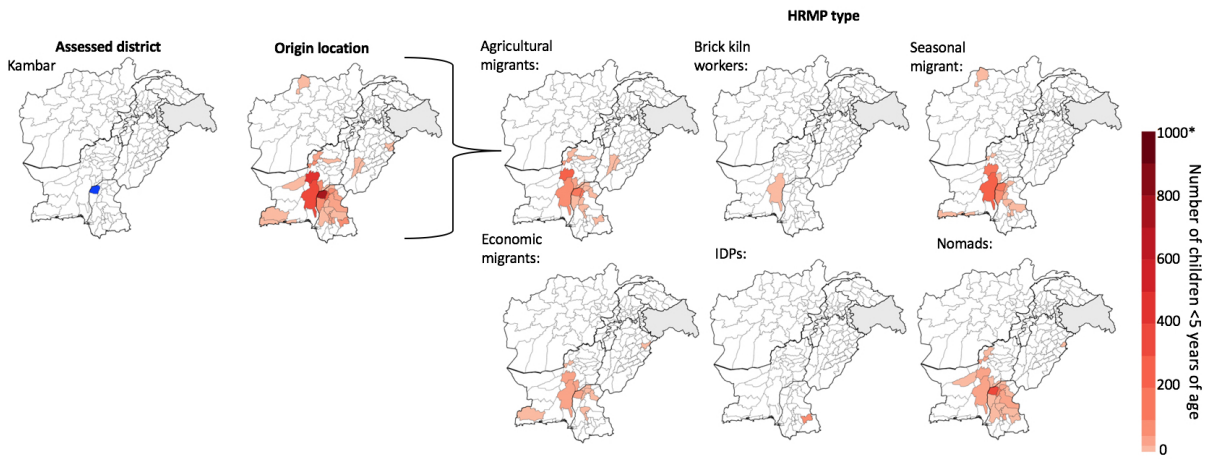 HRMP type
Assessed district
Kambar
Origin location
Agricultural
migrants:
Brick kiln
workers:
Seasonal
migrant:
Economic
migrants:
IDPs:
Nomads:
1000*
800
600
400
200
0
Number of children <5 years of age